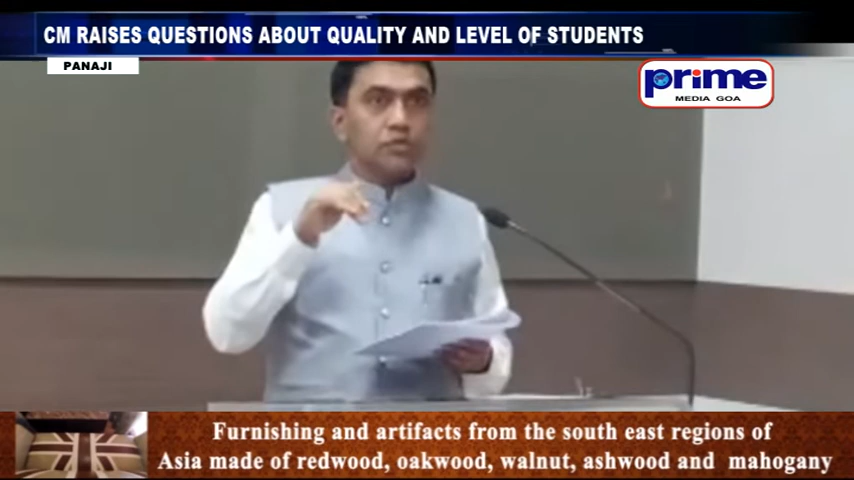 CM RAISES QUESTIONS ABOUT QUALITY AND LEVEL OF STUDENTS
PANAJI
prime
MEDIA GOA
Furnishing and artifacts from the south east regions of
Asia made of redwood, oakwood, walnut, ashwood and mahogany